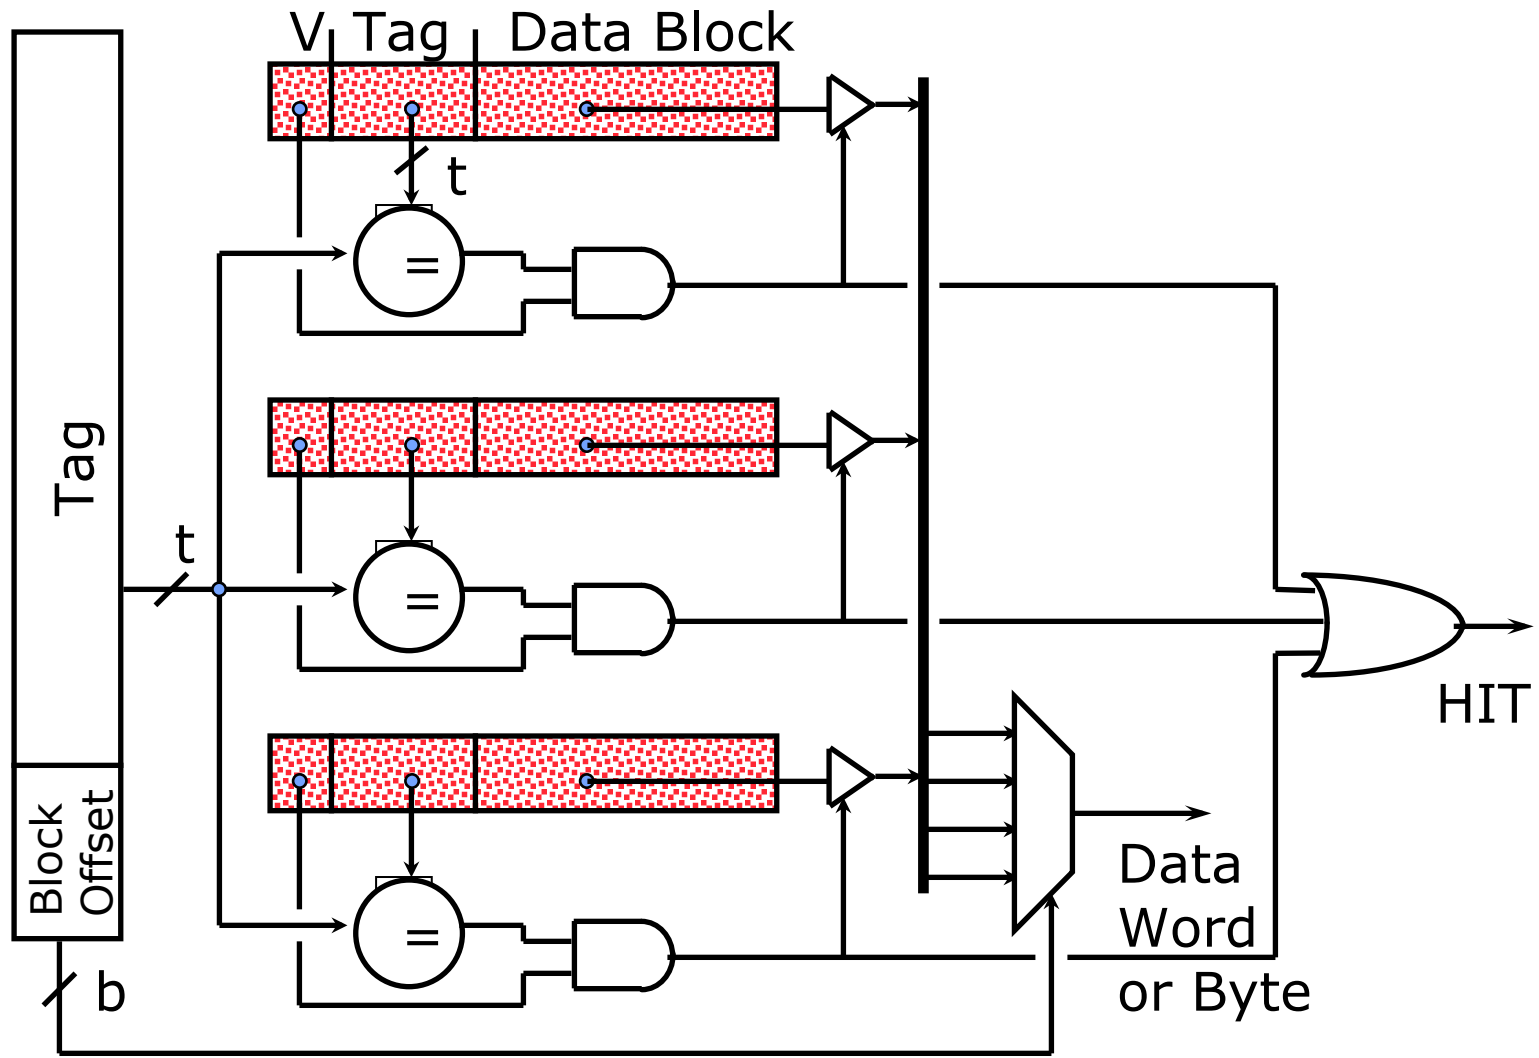 V Tag Data Block
t
=
Tag
t
=
Block
Offset
=
b
HIT
Data
Word
or Byte